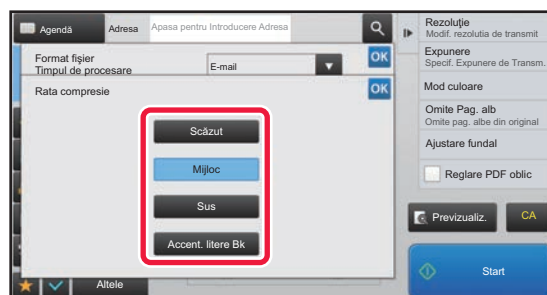 Agendă
Adresa
Apasa pentru Introducere Adresa
Format fişier
Timpul de procesare
E-mail
OK
Rata compresie
OK
Scăzut
Mijloc
Sus
Accent. litere Bk
Altele
Rezoluţie
Modif. rezolutia de transmit
Expunere
Specif. Expunere de Transm.
Mod culoare
Omite Pag. alb
Omite pag. albe din original
Ajustare fundal
Reglare PDF oblic
Previzualiz.
CA
Start